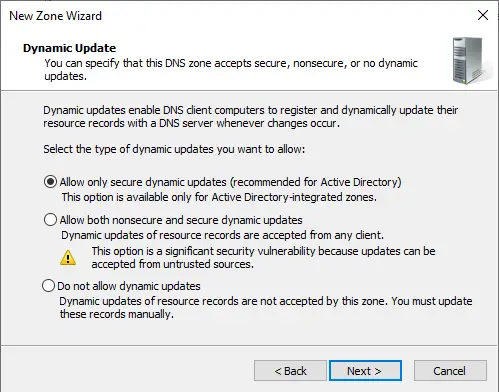 New Zone Wizard
Dynamic Update
You can specify that this DNS zone accepts secure, nonsecure, or no dynamic
updates.
Dynamic updates enable DNS client computers to register and dynamically update their
resource records with a DNS server whenever changes occur.
Select the type of dynamic updates you want to allow:
Allow only secure dynamic updates (recommended for Active Directory)
This option is available only for Active Directory-integrated zones.
Allow both nonsecure and secure dynamic updates
Dynamic updates of resource records are accepted from any client.
This option is a significant security vulnerability because updates can be
accepted from untrusted sources.
Do not allow dynamic updates
Dynamic updates of resource records are not accepted by this zone. You must update
these records manually.
< Back Next > Cancel